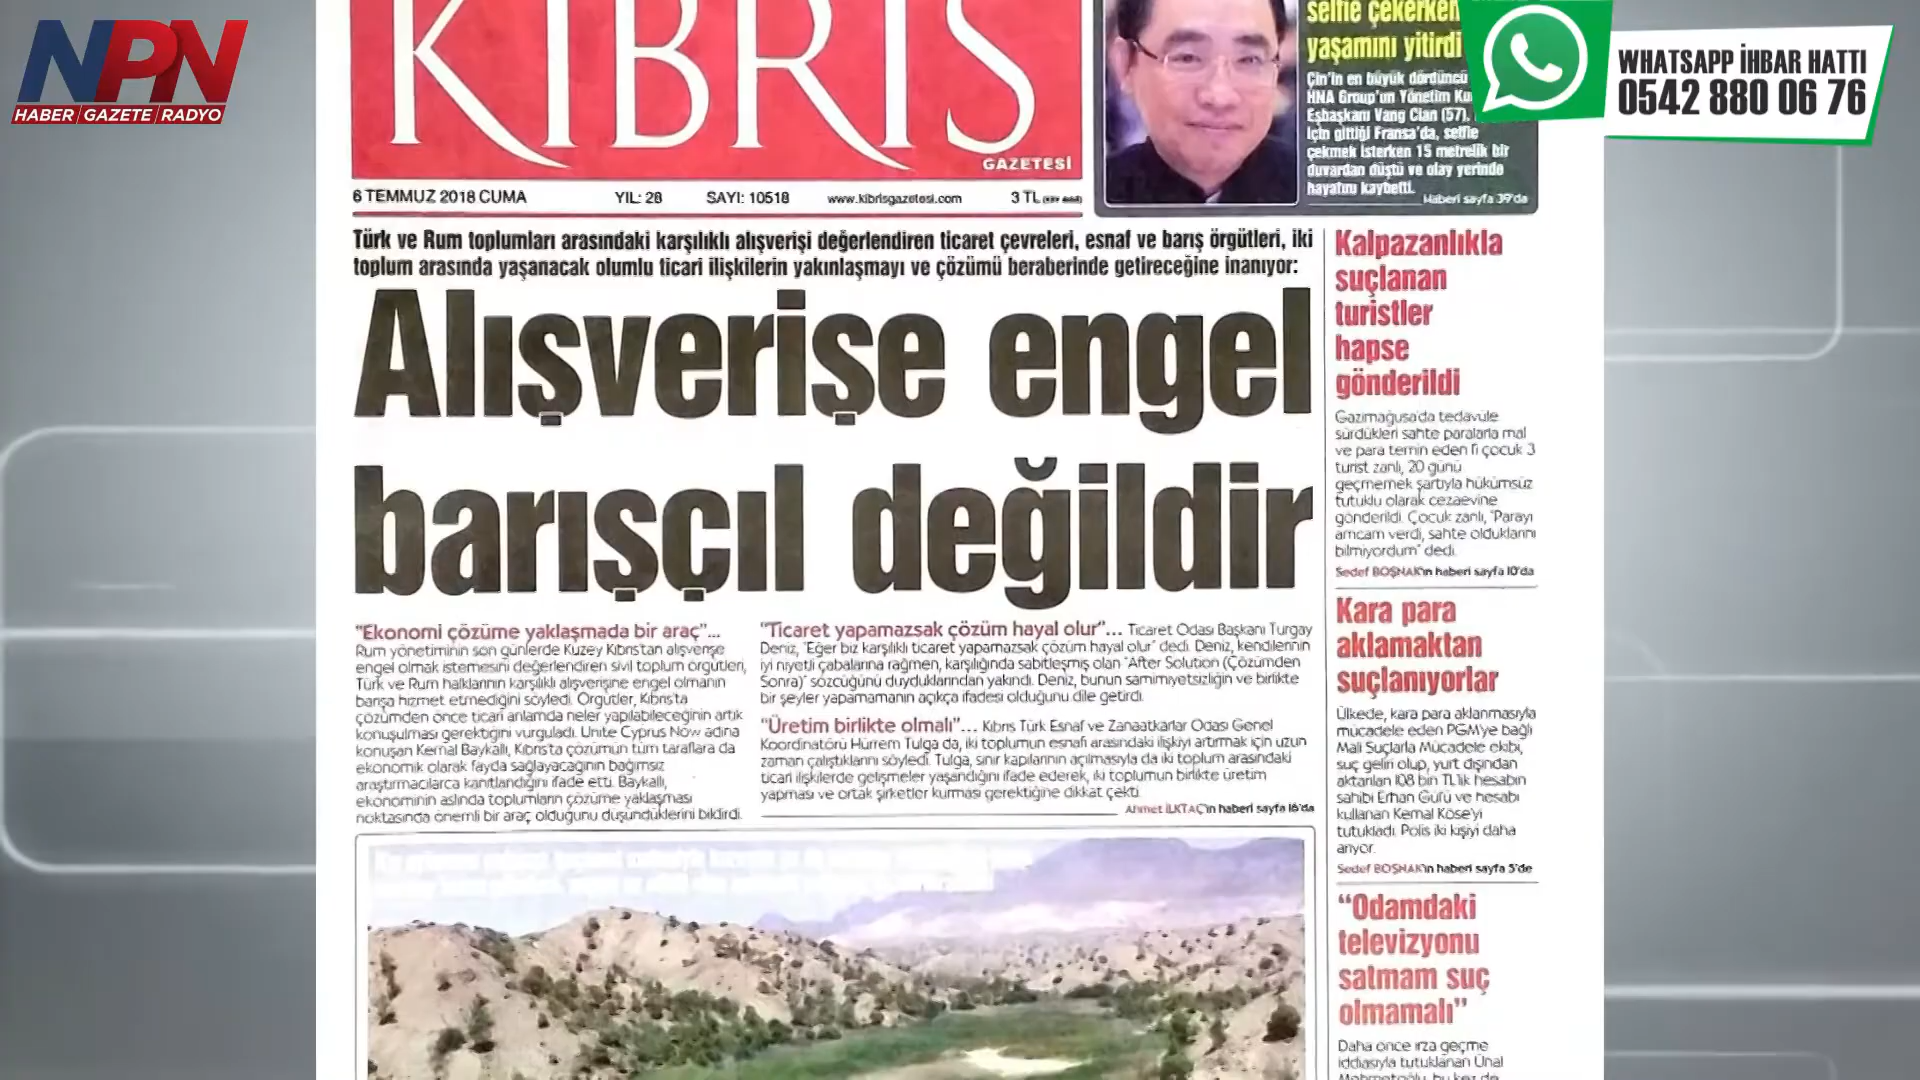 NPN
HABER GAZETE RADYO
KIBRIS
GAZETESİ
6 TEMMUZ 2018 CUMA YIL: 28 SAYI: 10518 www.kibrisgazetesi.com 3 TL
selfie çekerken
yaşamını yitirdi
Çin'in en büyük dördüncü
HNA Group'un Yönetim
Eşbaşkanı Vang Cian (57),
için gittiği Fransa'da, selfie
çekmek isterken 15 metrelik bir
duvardan düştü ve olay yerinde
hayatını kaybetti.
Haberi sayfa 39'da
WHATSAPP İHBAR HATTI
0542 880 06 76
Türk ve Rum toplumları arasındaki karşılıklı alışverişi değerlendiren ticaret çevreleri, esnaf ve barış örgütleri, iki
toplum arasında yaşanacak olumlu ticari ilişkilerin yakınlaşmayı ve çözümü beraberinde getireceğine inanıyor:
Alışverişe engel
barışçıl değildir
"Ekonomi çözüme yaklaşmada bir araç"...
Rum yönetiminin son günlerde Kuzey Kıbrıs'tan alışverişe
engel olmak istemesini değerlendiren sivil toplum örgütleri,
Türk ve Rum halklarının karşılıklı alışverişine engel olmanın
barışa hizmet etmediğini söyledi. Örgütler, Kıbrıs'ta
çözümden önce ticari anlamda neler yapılabileceğinin artık
konuşulması gerektiğini vurguladı. Unite Cyprus Now adına
konuşan Kemal Baykallı, Kıbrıs'ta çözümün tüm taraflara da
ekonomik olarak fayda sağlayacağının bağımsız
araştırmacılarca kanıtlandığını ifade etti. Baykallı,
ekonominin aslında toplumların çözüme yaklaşması
noktasında önemli bir araç olduğunu düşündüklerini bildirdi.
"Ticaret yapamazsak çözüm hayal olur"... Ticaret Odası Başkanı Turgay
Deniz, "Eğer biz karşılıklı ticaret yapamazsak çözüm hayal olur" dedi. Deniz, kendilerinin
iyi niyetli çabalarına rağmen, karşılığında sabitleşmiş olan "After Solution (Çözümden
Sonra)" sözcüğünü duyduklarından yakındı. Deniz, bunun samimiyetsizliğin ve birlikte
bir şeyler yapamamanın açıkça ifadesi olduğunu dile getirdi.
"Üretim birlikte olmalı"... Kıbrıs Türk Esnaf ve Zanaatkarlar Odası Genel
Koordinatörü Hürrem Tulga da, iki toplumun esnafı arasındaki ilişkiyi artırmak için uzun
zaman çalıştıklarını söyledi. Tulga, sınır kapılarının açılmasıyla da iki toplum arasındaki
ticari ilişkilerde gelişmeler yaşandığını ifade ederek, iki toplumun birlikte üretim
yapması ve ortak şirketler kurması gerektiğine dikkat çekti.
Ahmet İLKTAÇ'ın haberi sayfa 16'da
Kalpazanlıkla
suçlanan
turistler
hapse
gönderildi
Gazimağusa'da tedavüle
sürdükleri sahte paralarla mal
ve para temin eden 1'i çocuk 3
turist zanlı, 20 günü
geçmemek şartıyla hükümsüz
tutuklu olarak cezaevine
gönderildi. Çocuk zanlı, "Parayı
amcam verdi, sahte olduklarını
bilmiyordum" dedi.
Sedef BOŞNAK'ın haberi sayfa 10'da
Kara para
aklamaktan
suçlanıyorlar
Ülkede, kara para aklanmasıyla
mücadele eden PGM'ye bağlı
Mali Suçlarla Mücadele ekibi,
suç geliri olup, yurt dışından
aktarılan 108 bin TL'lik hesabın
sahibi Erhan Güfü ve hesabı
kullanan Kemal Köse'yi
tutukladı. Polis iki kişiyi daha
arıyor.
Sedef BOŞNAK'ın haberi sayfa 5'de
"Odamdaki
televizyonu
satmam suç
olmamalı"
Daha önce ırza geçme
iddiasıyla tutuklanan Ünal